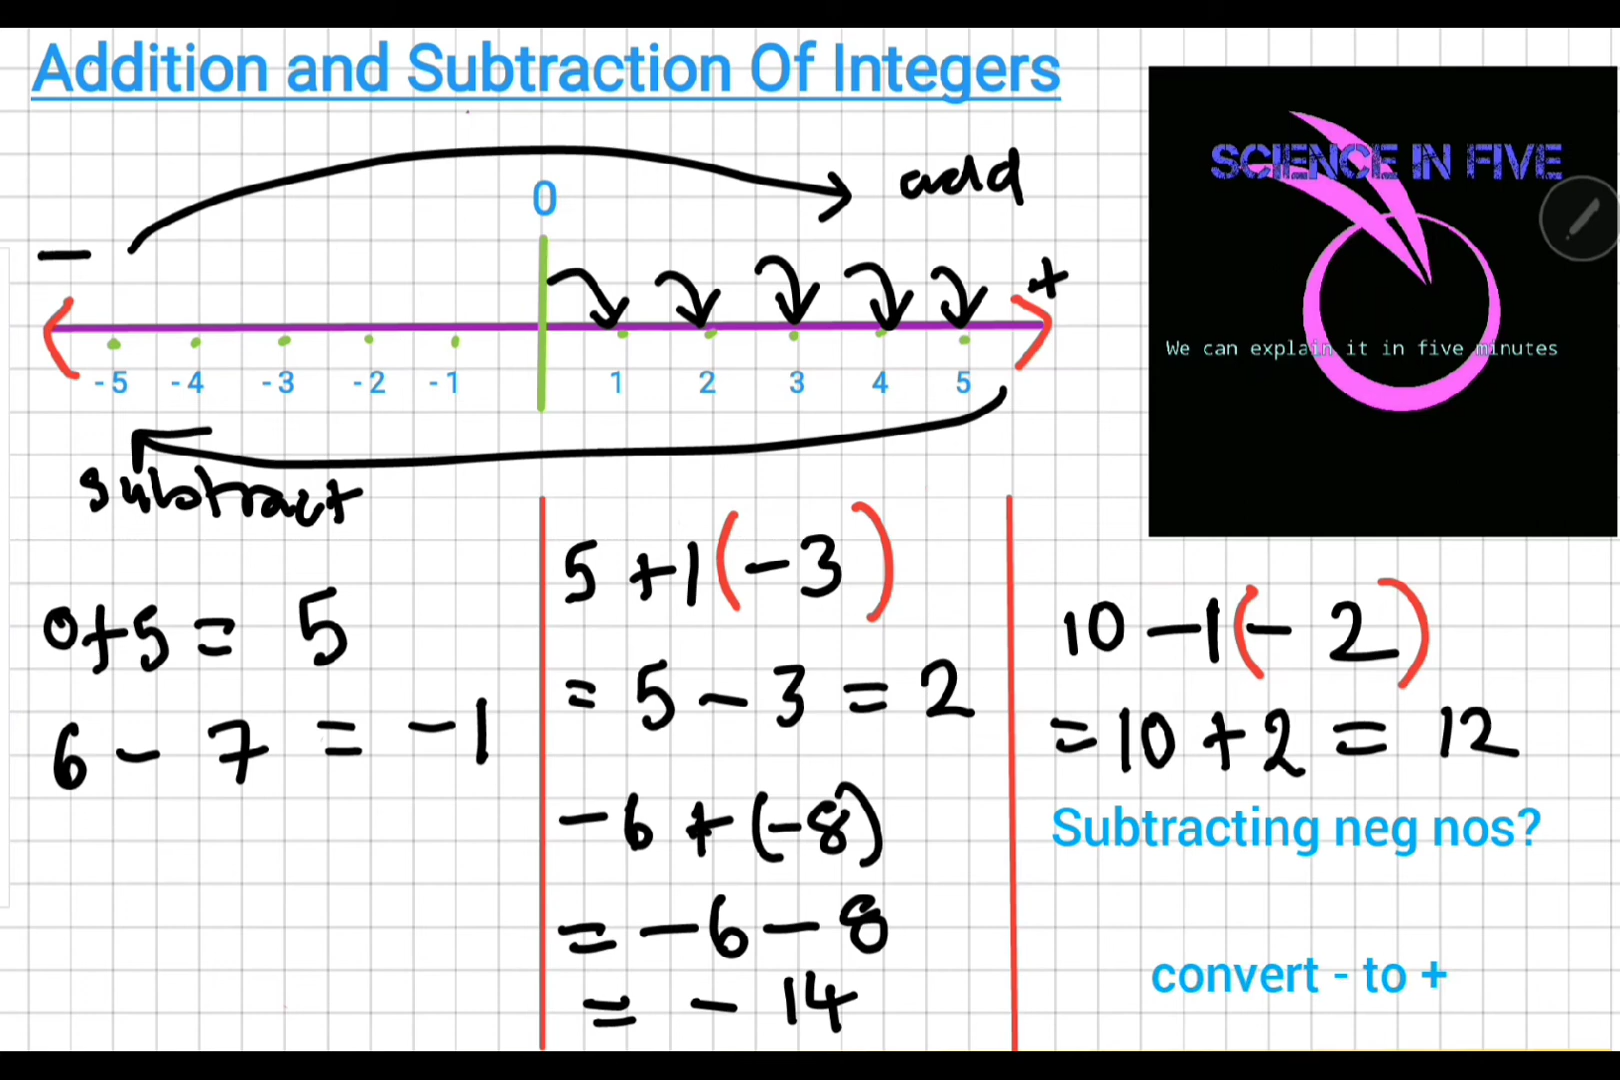 Addition and Subtraction Of Integers
SCIENCE IN FIVE
We can explain it in five minutes
add
0
- +
-5 -4 -3 -2 -1 1 2 3 4 5
subtract
0+5 = 5
6 - 7 = -1
5 +1(-3)
= 5 - 3 = 2
-6 + (-8)
= -6 - 8
= - 14
10 -1(- 2)
= 10 + 2 = 12
Subtracting neg nos?
convert - to +